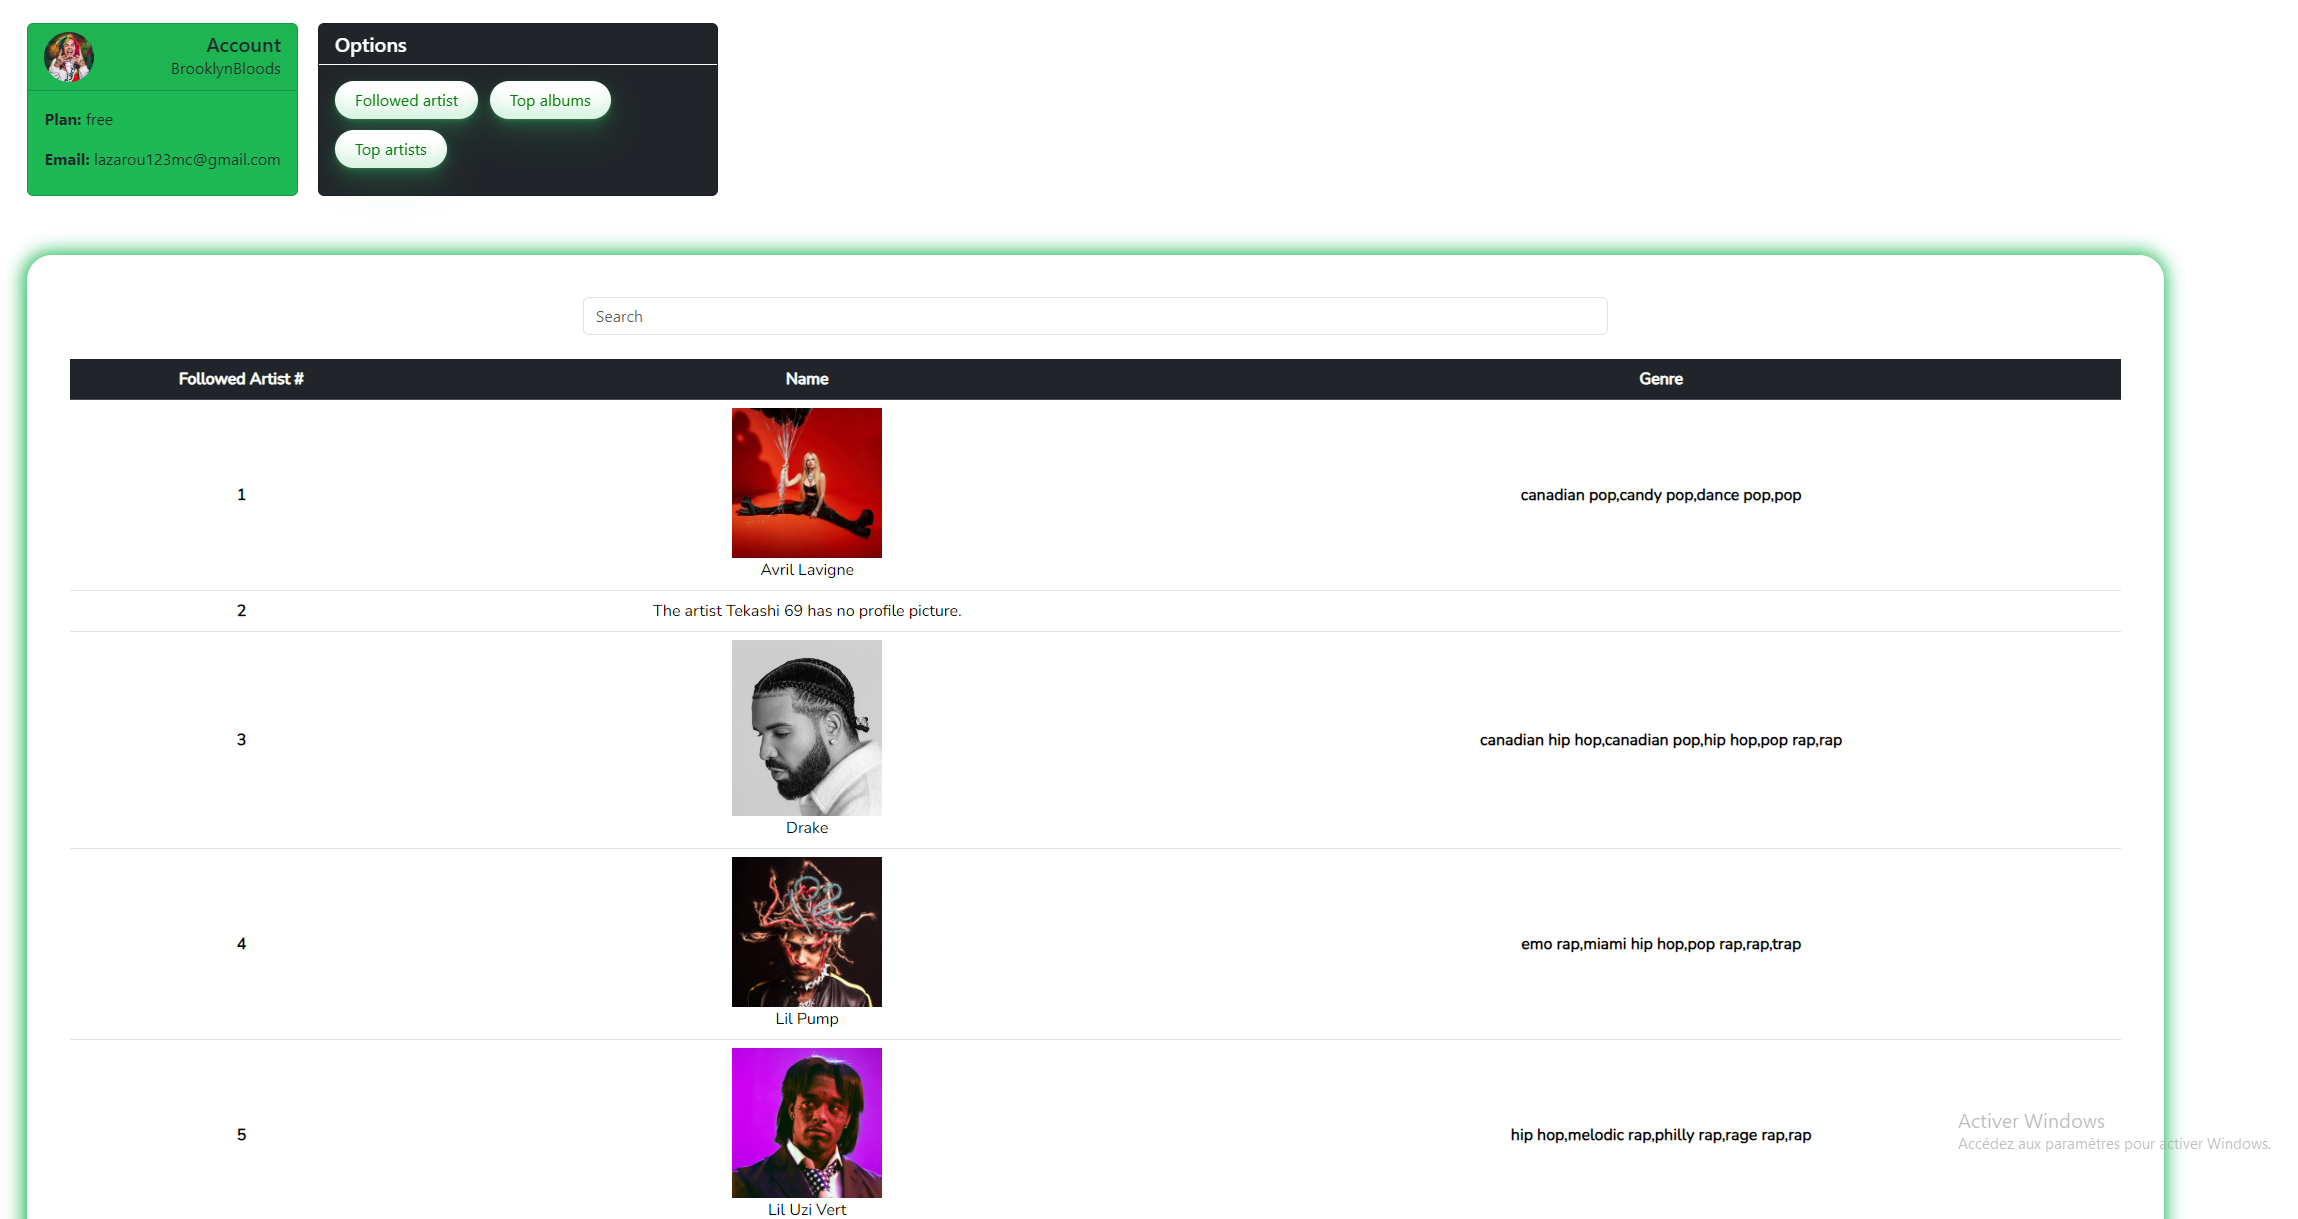 Account
BrooklynBloods
Plan: free
Email: lazarou123mc@gmail.com
Options
Followed artist
Top albums
Top artists
Search
Followed Artist #
Name
Genre
1
Avril Lavigne
canadian pop,candy pop,dance pop,pop
2
The artist Tekashi 69 has no profile picture.
3
Drake
canadian hip hop,canadian pop,hip hop,pop rap,rap
4
Lil Pump
emo rap,miami hip hop,pop rap,rap,trap
5
Lil Uzi Vert
hip hop,melodic rap,philly rap,rage rap,rap
Activer Windows
Accédez aux paramètres pour activer Windows.